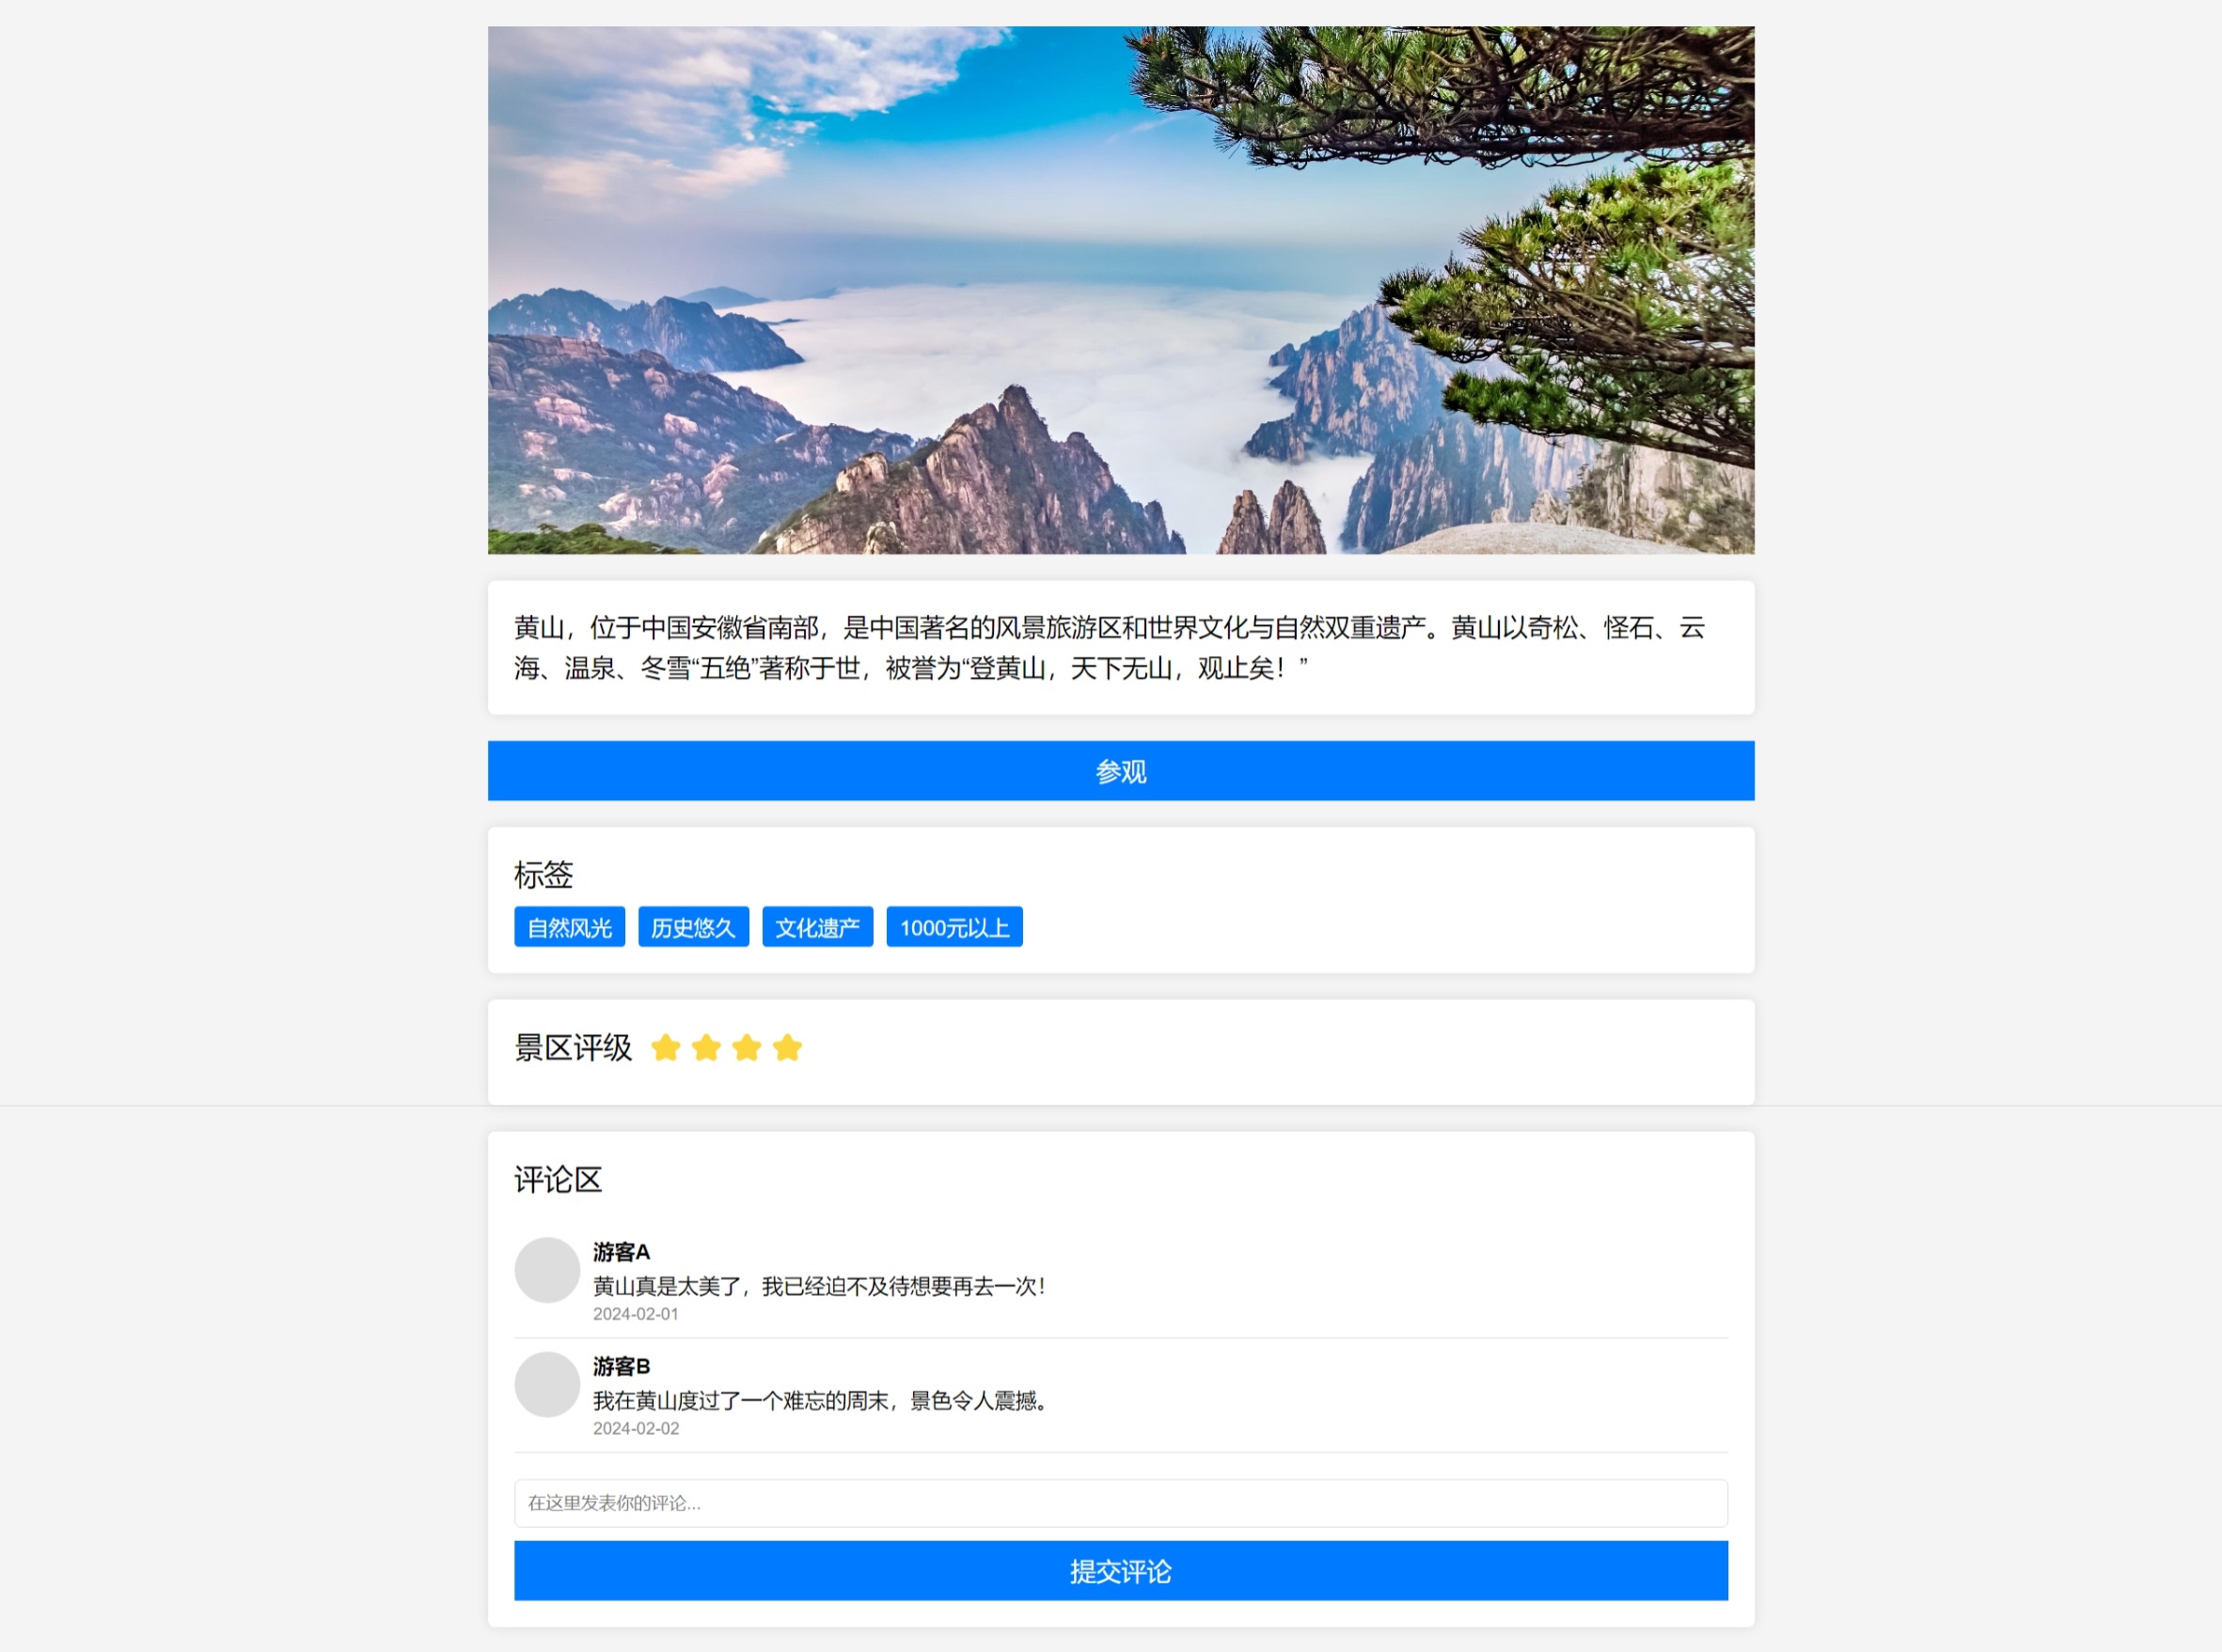 黄山，位于中国安徽省南部，是中国著名的风景旅游区和世界文化与自然双重遗产。黄山以奇松、怪石、云
海、温泉、冬雪“五绝”著称于世，被誉为“登黄山，天下无山，观止矣！”
参观
标签
自然风光 历史悠久 文化遗产 1000元以上
景区评级
评论区
游客A
黄山真是太美了，我已经迫不及待想要再去一次！
2024-02-01
游客B
我在黄山度过了一个难忘的周末，景色令人震撼。
2024-02-02
在这里发表你的评论...
提交评论